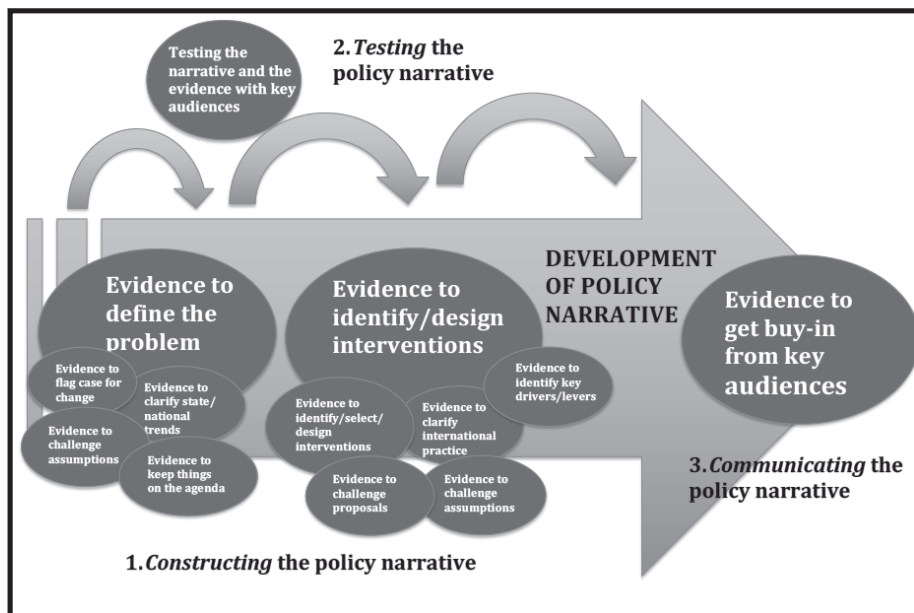 Testing the
narrative and the
evidence with key
audiences
2. Testing the
policy narrative
Evidence to
define the
problem
Evidence to
flag case for
change
Evidence to
clarify state/
national
trends
Evidence to
challenge
assumptions
Evidence to
keep things
on the agenda
Evidence to
identify/design
interventions
Evidence to
identify/select/
design
interventions
Evidence to
clarify
international
practice
Evidence to
identify key
drivers/levers
Evidence to
challenge
proposals
Evidence to
challenge
assumptions
DEVELOPMENT
OF POLICY
NARRATIVE
Evidence to
get buy-in
from key
audiences
1. Constructing the policy narrative
3. Communicating the
policy narrative